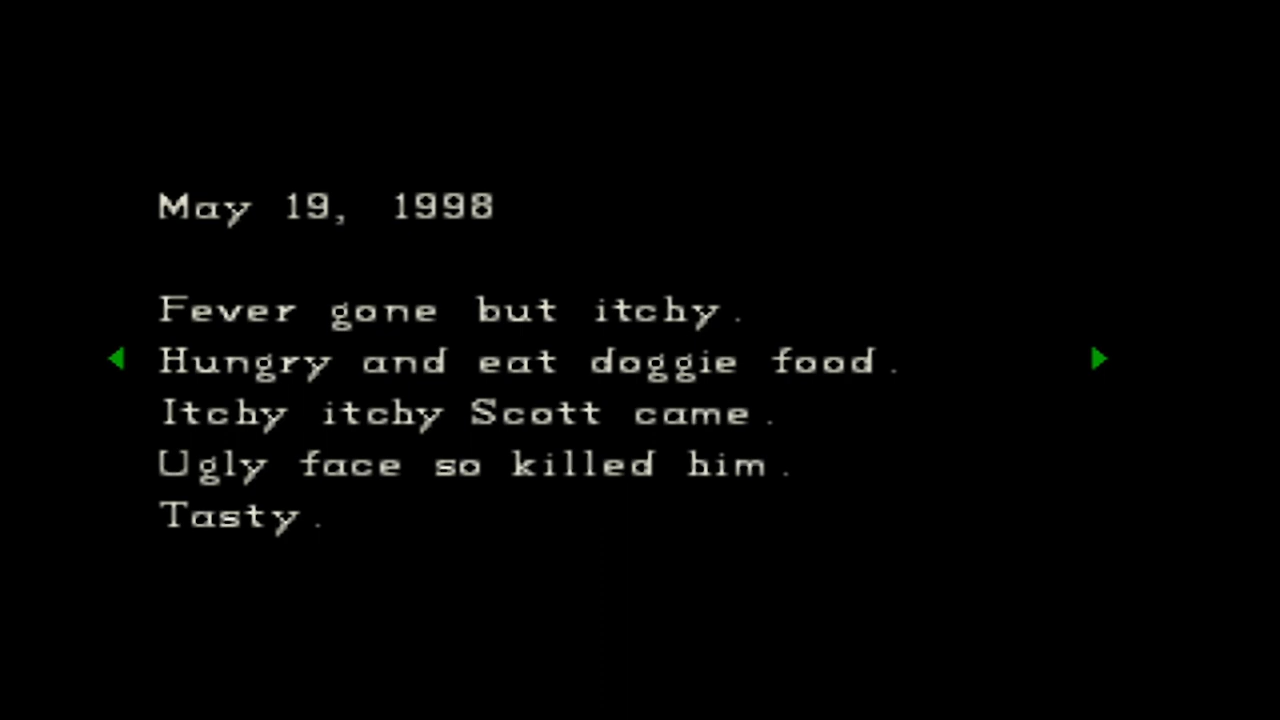 May 19, 1998
Fever gone but itchy.
Hungry and eat doggie food.
Itchy itchy Scott came.
Ugly face so killed him.
Tasty.